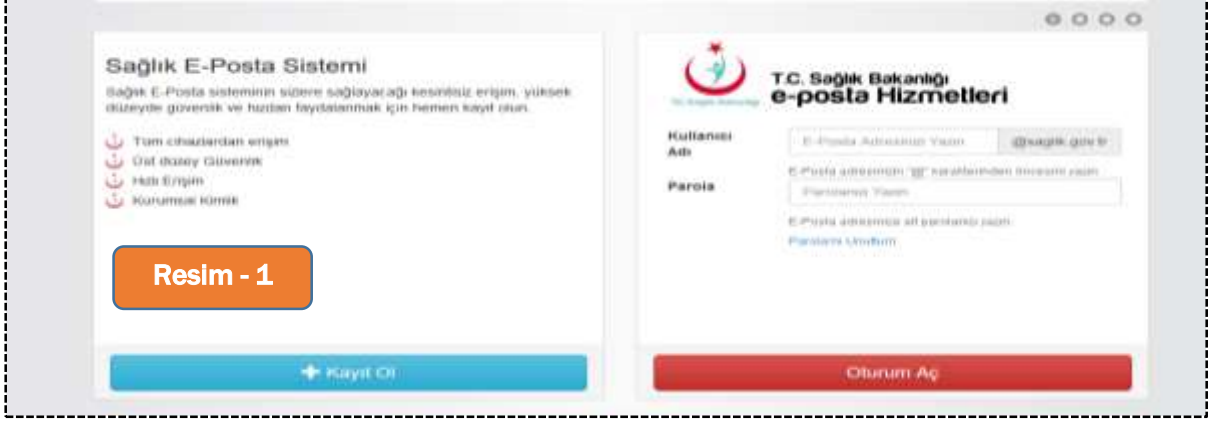 Sağlık E-Posta Sistemi
Sağlık E-Posta sisteminin sizlere sağlayacağı kesintisiz erişim, yüksek
düzeyde güvenlik ve hızdan faydalanmak için hemen kayıt olun.
Tüm cihazlardan erişim
Üst düzey Güvenlik
Hızlı Erişim
Kurumsal Kimlik
Resim - 1
Kayıt Ol
T.C. Sağlık Bakanlığı
T.C. Sağlık Bakanlığı
e-posta Hizmetleri
Kullanıcı
Adı
E-Posta Adresinizi Yazın
@saglik.gov.tr
E-Posta adresinizin "@" karakterinden öncesini yazın
Parola
Parolanızı Yazın
E-Posta adresinize ait parolanızı yazın
Parolamı Unuttum
Oturum Aç